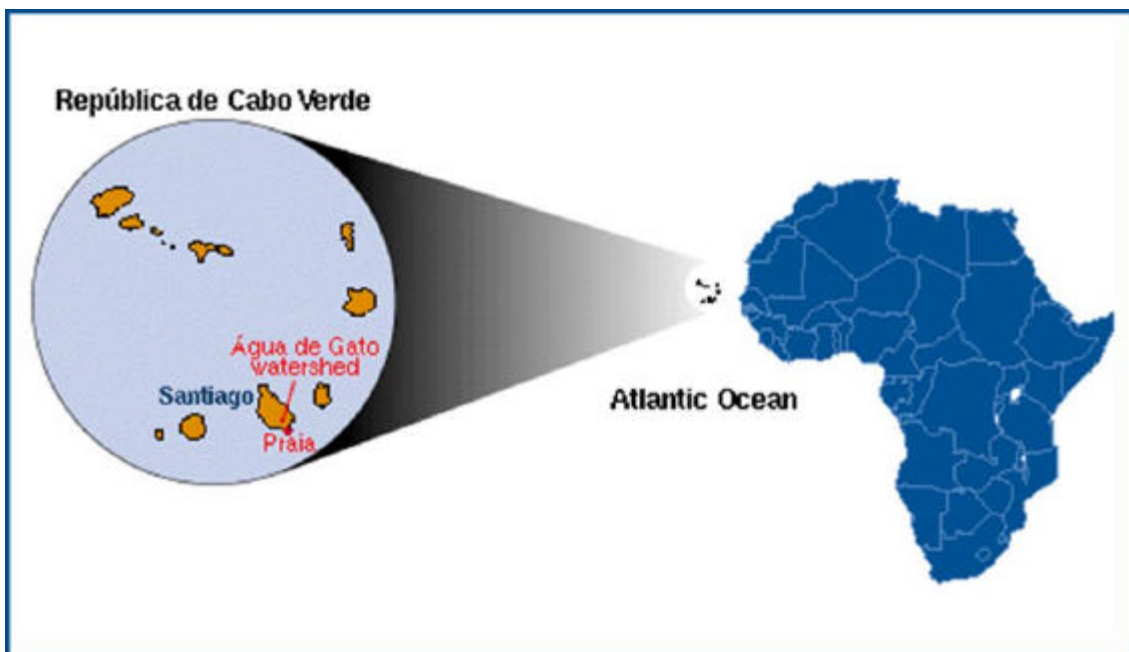 República de Cabo Verde
Água de Gato
watershed
Santiago
Praia
Atlantic Ocean